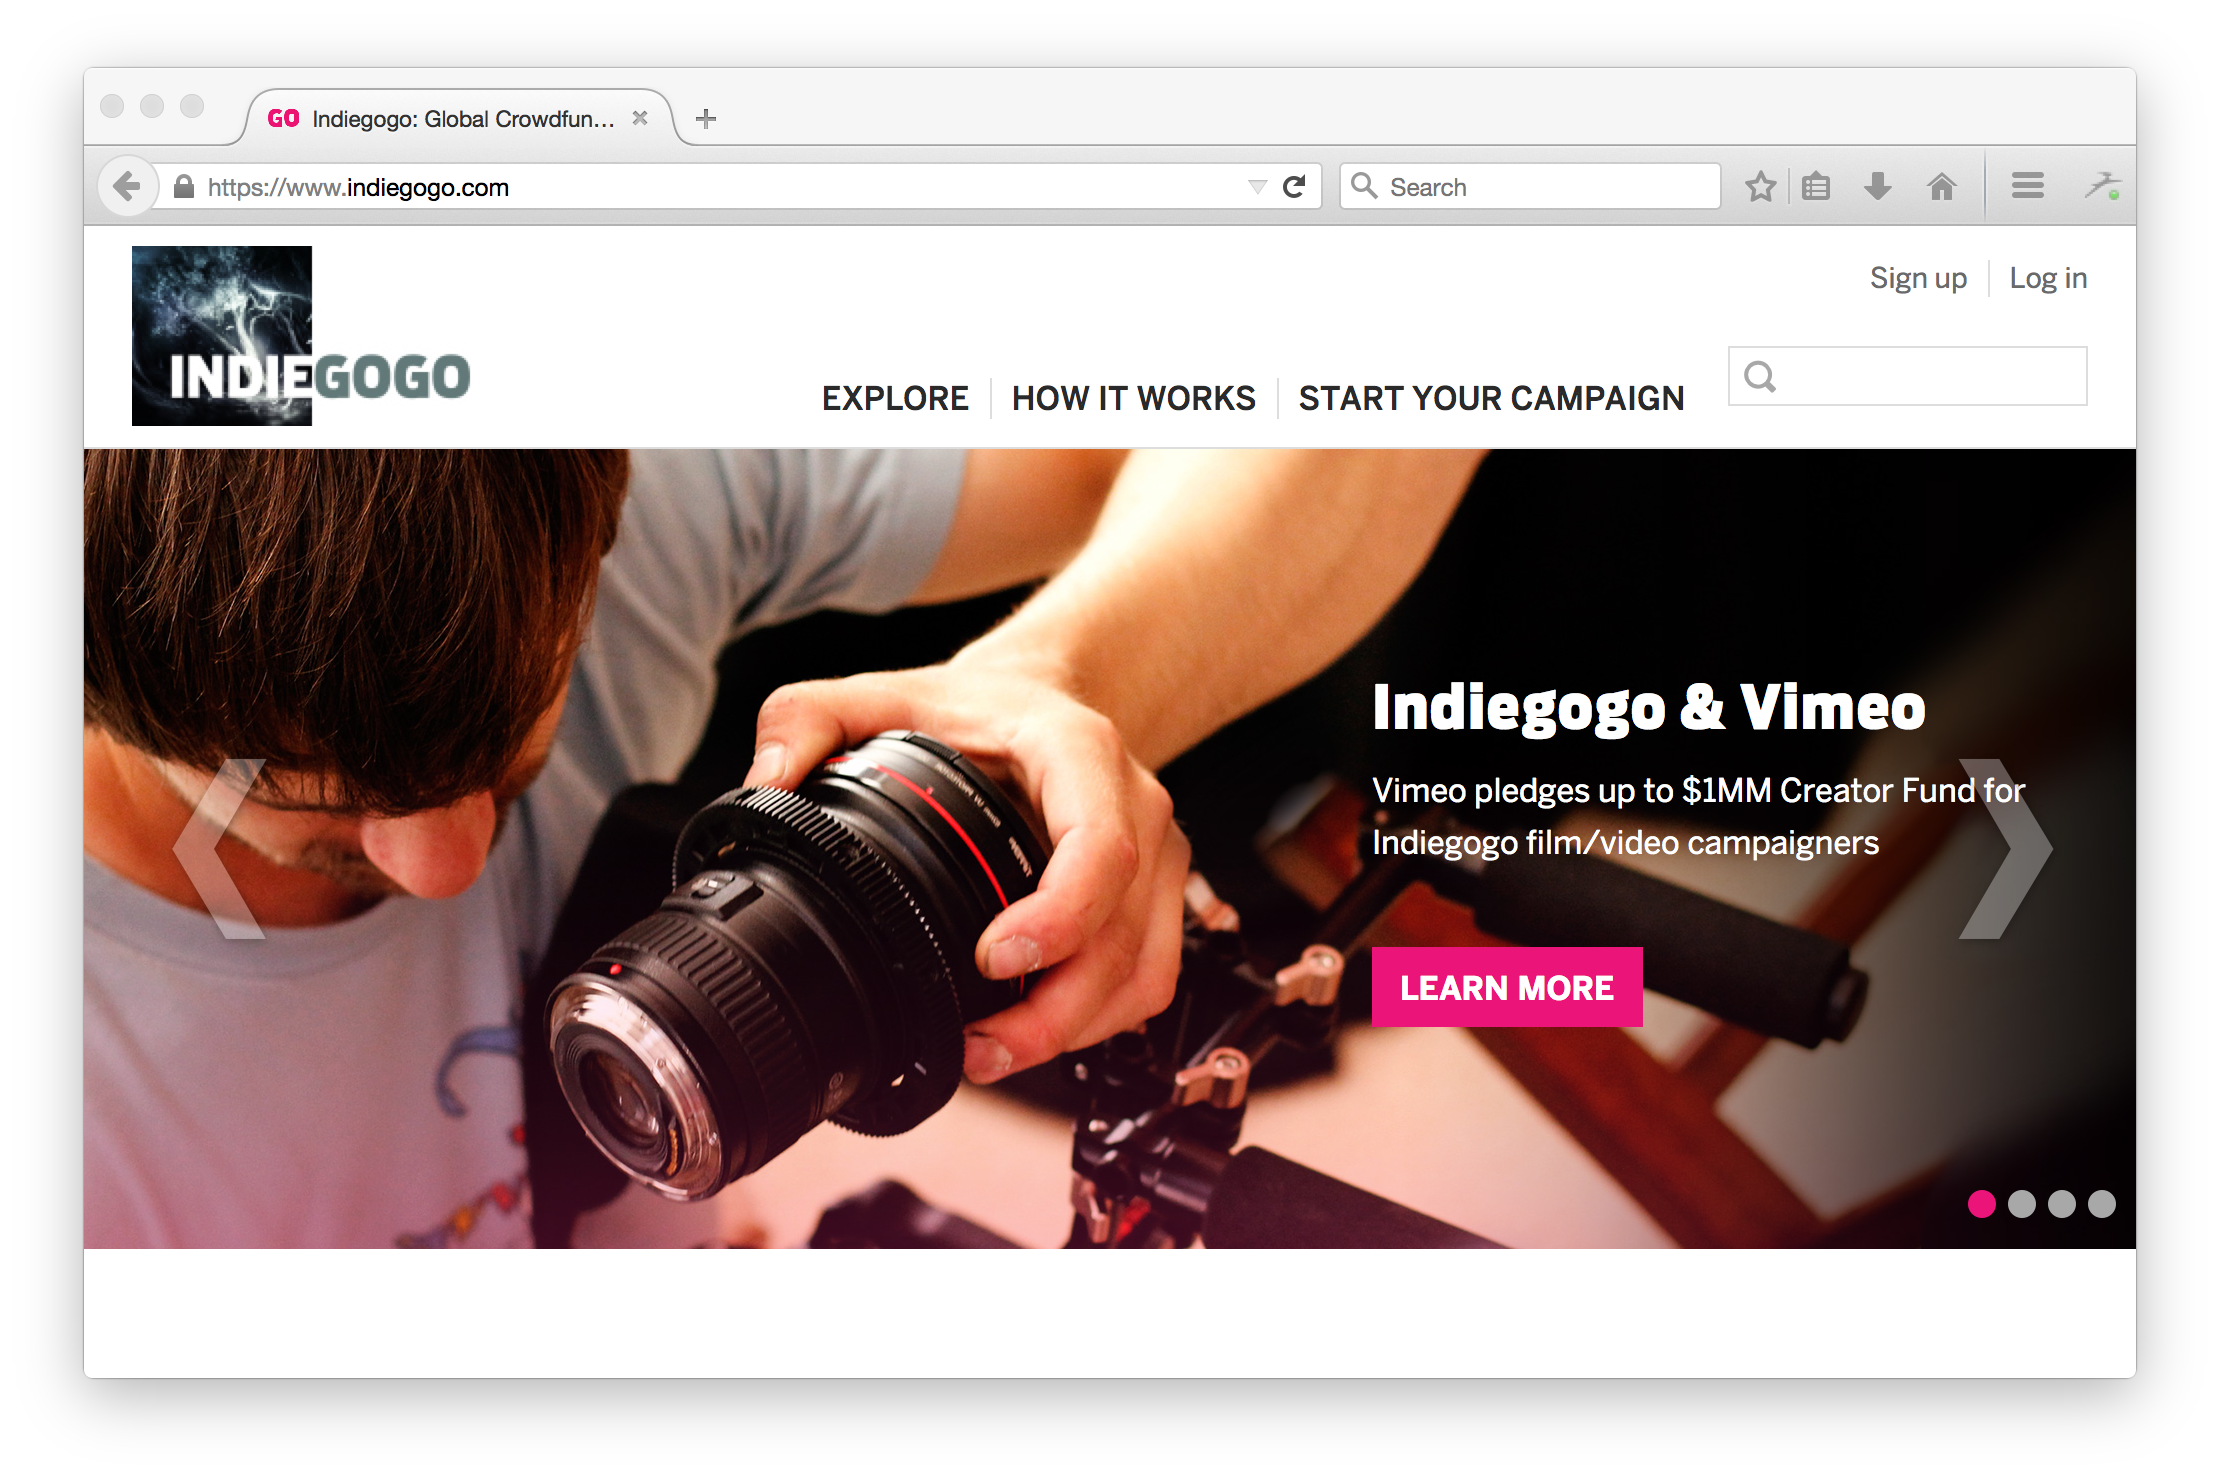 GO Indiegogo: Global Crowdfun...
https://www.indiegogo.com
Search
Sign up
Log in
INDIEGOGO
EXPLORE
HOW IT WORKS
START YOUR CAMPAIGN
Indiegogo & Vimeo
Vimeo pledges up to $1MM Creator Fund for
Indiegogo film/video campaigners
LEARN MORE